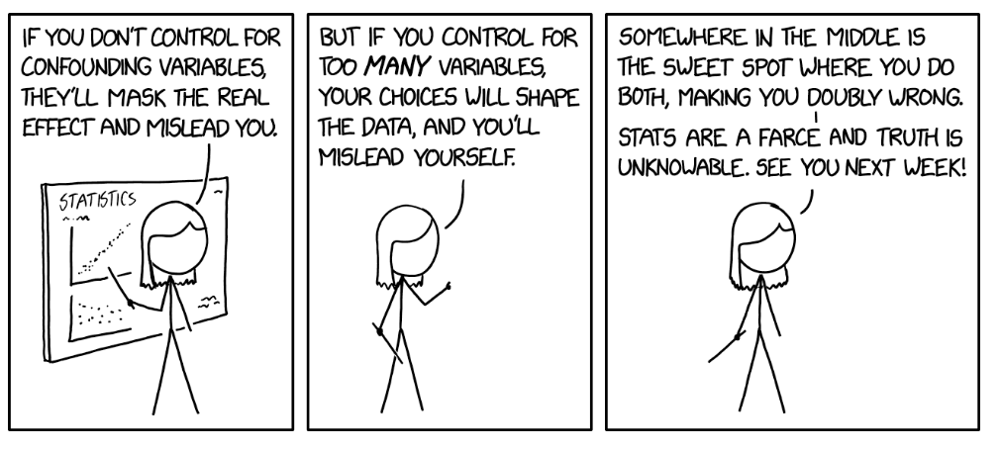 IF YOU DON'T CONTROL FOR
CONFOUNDING VARIABLES,
THEY'LL MASK THE REAL
EFFECT AND MISLEAD YOU.
STATISTICS
BUT IF YOU CONTROL FOR
TOO MANY VARIABLES,
YOUR CHOICES WILL SHAPE
THE DATA, AND YOU'LL
MISLEAD YOURSELF.
SOMEWHERE IN THE MIDDLE IS
THE SWEET SPOT WHERE YOU DO
BOTH, MAKING YOU DOUBLY WRONG.
STATS ARE A FARCE AND TRUTH IS
UNKNOWABLE. SEE YOU NEXT WEEK!